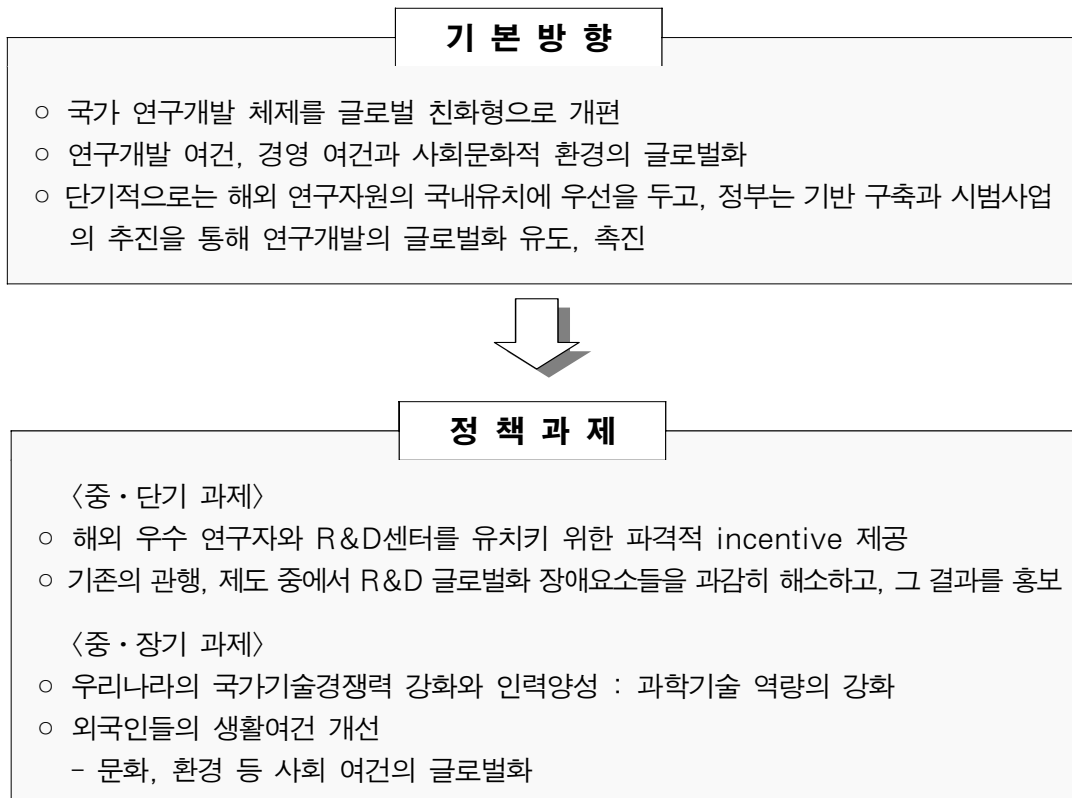 기 본 방 향
○ 국가 연구개발 체제를 글로벌 친화형으로 개편
○ 연구개발 여건, 경영 여건과 사회문화적 환경의 글로벌화
○ 단기적으로는 해외 연구자원의 국내유치에 우선을 두고, 정부는 기반 구축과 시범사업
의 추진을 통해 연구개발의 글로벌화 유도, 촉진
정 책 과 제
〈중・단기 과제〉
○ 해외 우수 연구자와 R&D센터를 유치키 위한 파격적 incentive 제공
○ 기존의 관행, 제도 중에서 R&D 글로벌화 장애요소들을 과감히 해소하고, 그 결과를 홍보
〈중・장기 과제〉
○ 우리나라의 국가기술경쟁력 강화와 인력양성 : 과학기술 역량의 강화
○ 외국인들의 생활여건 개선
- 문화, 환경 등 사회 여건의 글로벌화